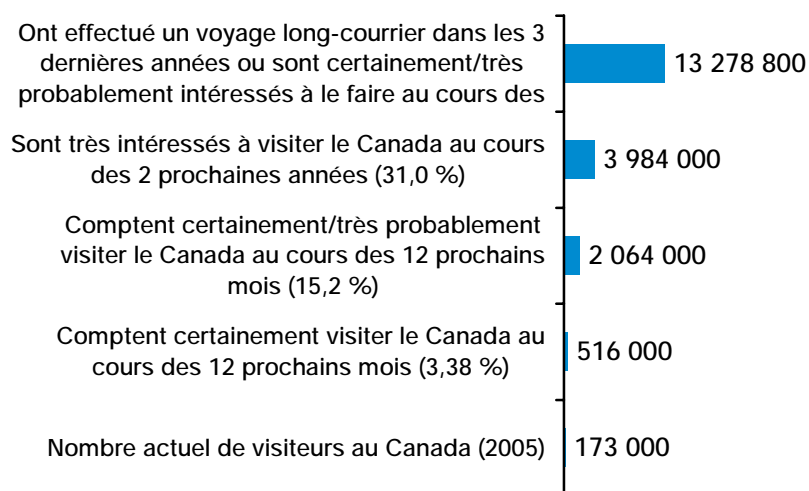 Ont effectué un voyage long-courrier dans les 3
dernières années ou sont certainement/très
probablement intéressés à le faire au cours des
13 278 800
Sont très intéressés à visiter le Canada au cours
des 2 prochaines années (31,0 %)
3 984 000
Comptent certainement/très probablement
visiter le Canada au cours des 12 prochains
mois (15,2 %)
2 064 000
Comptent certainement visiter le Canada au
cours des 12 prochains mois (3,38 %)
516 000
Nombre actuel de visiteurs au Canada (2005)
173 000